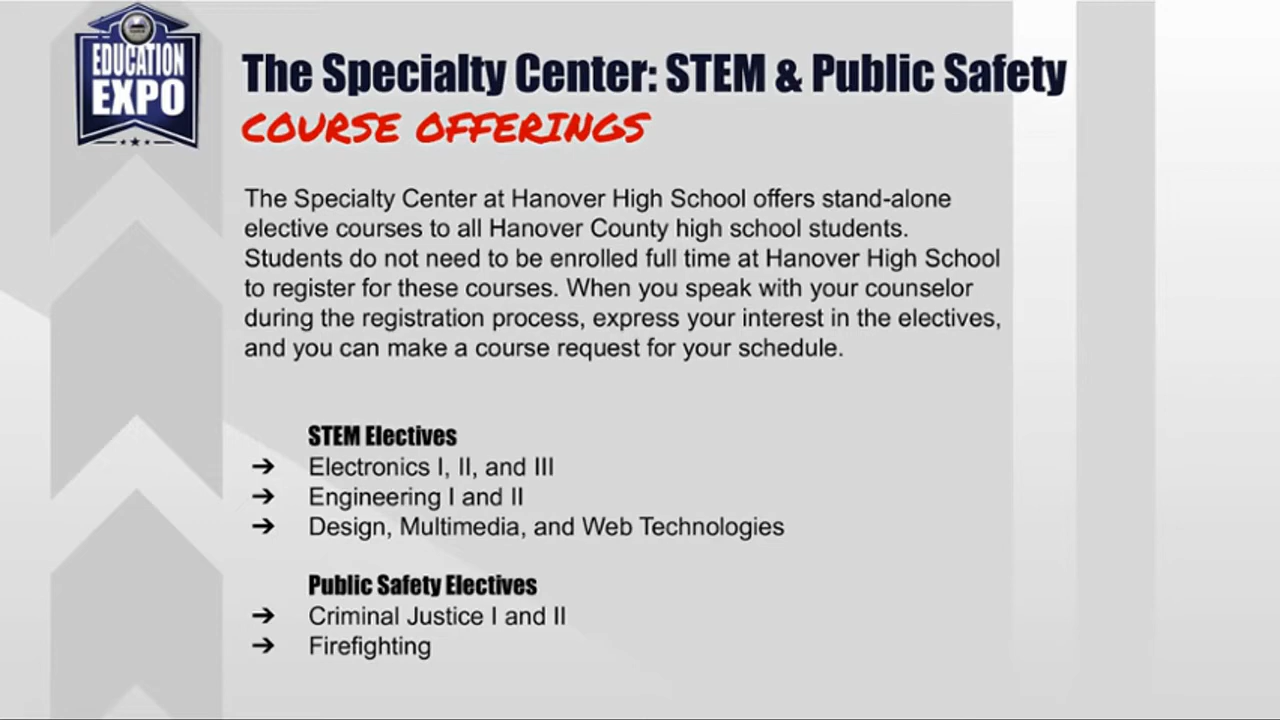 EDUCATION
EXPO
The Specialty Center: STEM & Public Safety
COURSE OFFERINGS
The Specialty Center at Hanover High School offers stand-alone
elective courses to all Hanover County high school students.
Students do not need to be enrolled full time at Hanover High School
to register for these courses. When you speak with your counselor
during the registration process, express your interest in the electives,
and you can make a course request for your schedule.
STEM Electives
➔ Electronics I, II, and III
➔ Engineering I and II
➔ Design, Multimedia, and Web Technologies
Public Safety Electives
➔ Criminal Justice I and II
➔ Firefighting